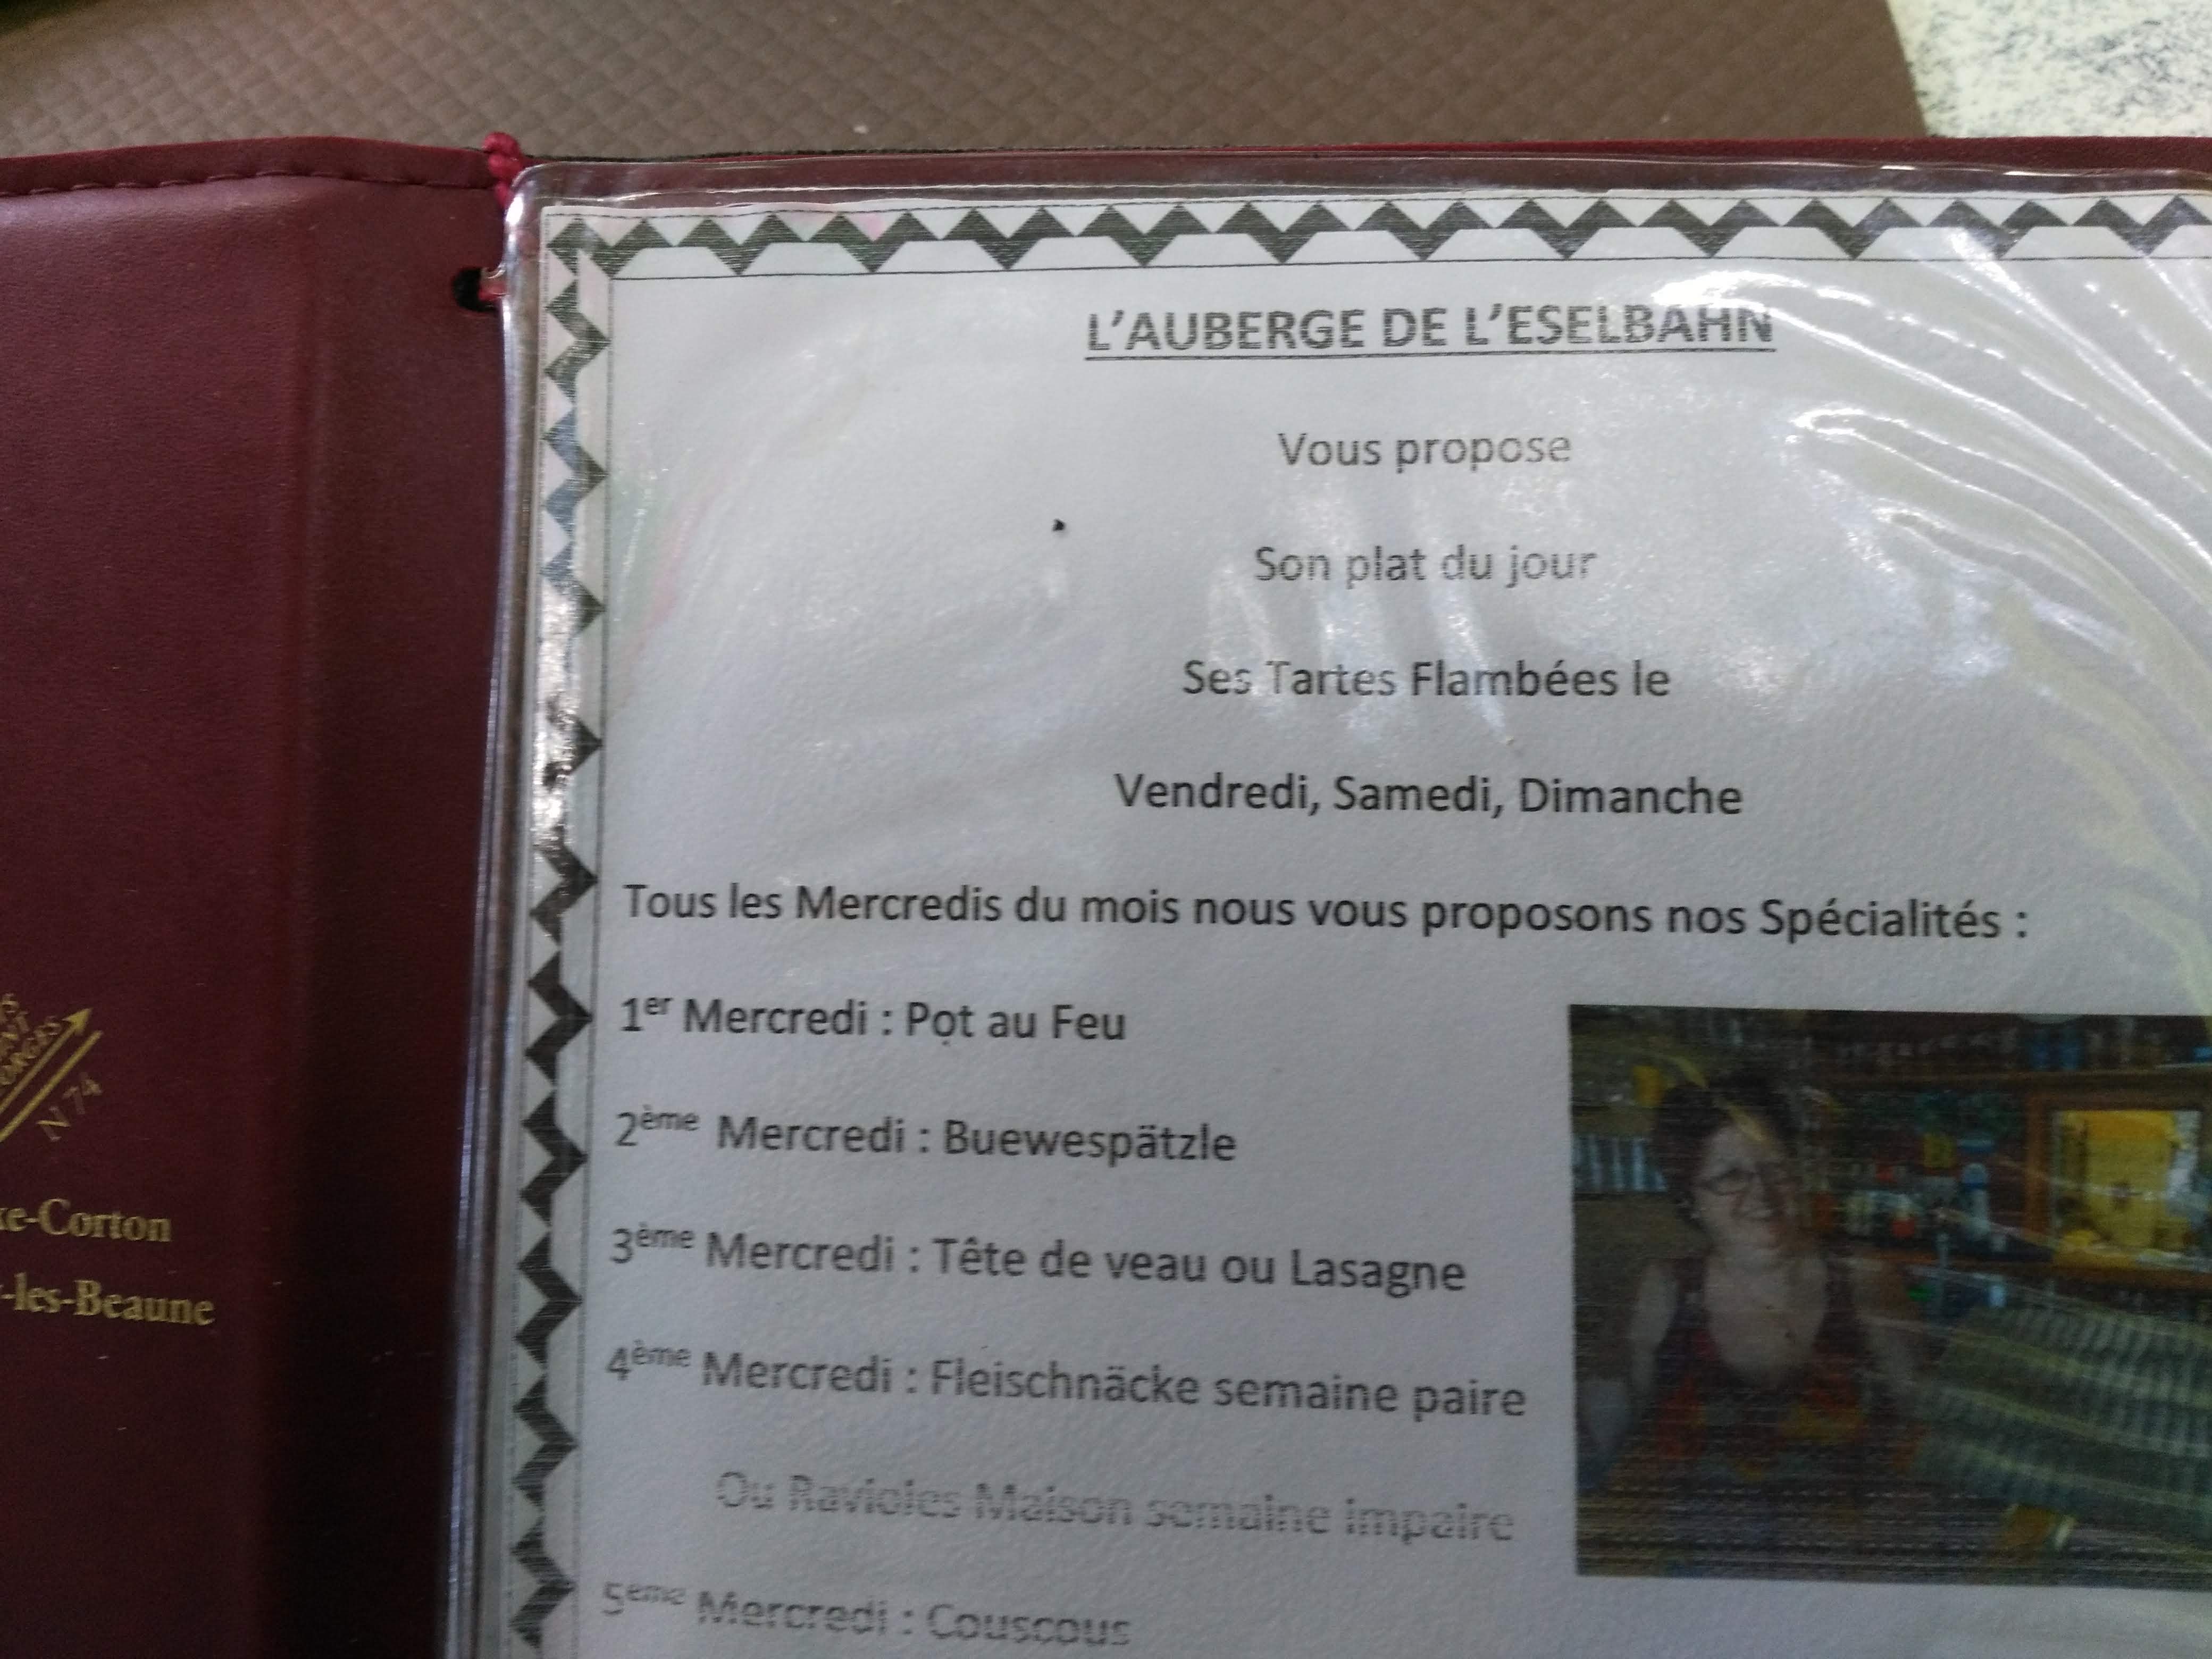 L'AUBERGE DE L'ESELBAHN
Vous propose
Son plat du jour
Ses Tartes Flambées le
Vendredi, Samedi, Dimanche
Tous les Mercredis du mois nous vous proposons nos Spécialités :
1er Mercredi : Pot au Feu
2ème Mercredi : Buewespätzle
3ème Mercredi : Tête de veau ou Lasagne
4ème Mercredi : Fleischnäcke semaine paire
Ou Ravioles Maison semaine impaire
5eme Mercredi : Couscous
N 74
-Corton
-les-Beaune